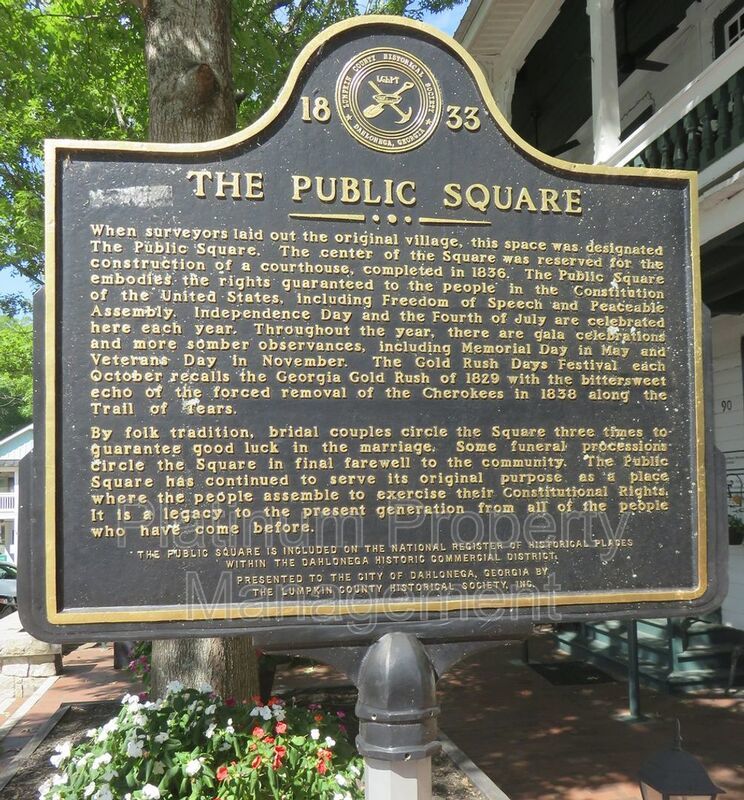 LUMPKIN COUNTY HISTORICAL SOCIETY
DAHLONEGA, GEORGIA
18 33
THE PUBLIC SQUARE
When surveyors laid out the original village, this space was designated
The Public Square. The center of the Square was reserved for the
construction of a courthouse, completed in 1836. The Public Square
embodies the rights guaranteed to the people in the Constitution
of the United States, including Freedom of Speech and Peaceable
Assembly. Independence Day and the Fourth of July are celebrated
here each year. Throughout the year, there are gala celebrations
and more somber observances, including Memorial Day in May and
Veterans Day in November. The Gold Rush Days Festival each
October recalls the Georgia Gold Rush of 1829 with the bittersweet
echo of the forced removal of the Cherokees in 1838 along the
Trail of Tears.
By folk tradition, bridal couples circle the Square three times to
guarantee good luck in the marriage. Some funeral processions
circle the Square in final farewell to the community. The Public
Square has continued to serve its original purpose as a place
where the people assemble to exercise their Constitutional Rights.
It is a legacy to the present generation from all of the people
who have come before.
THE PUBLIC SQUARE IS INCLUDED ON THE NATIONAL REGISTER OF HISTORICAL PLACES
WITHIN THE DAHLONEGA HISTORIC COMMERCIAL DISTRICT.
PRESENTED TO THE CITY OF DAHLONEGA, GEORGIA BY
THE LUMPKIN COUNTY HISTORICAL SOCIETY, INC.
Platinum Property
Management
90